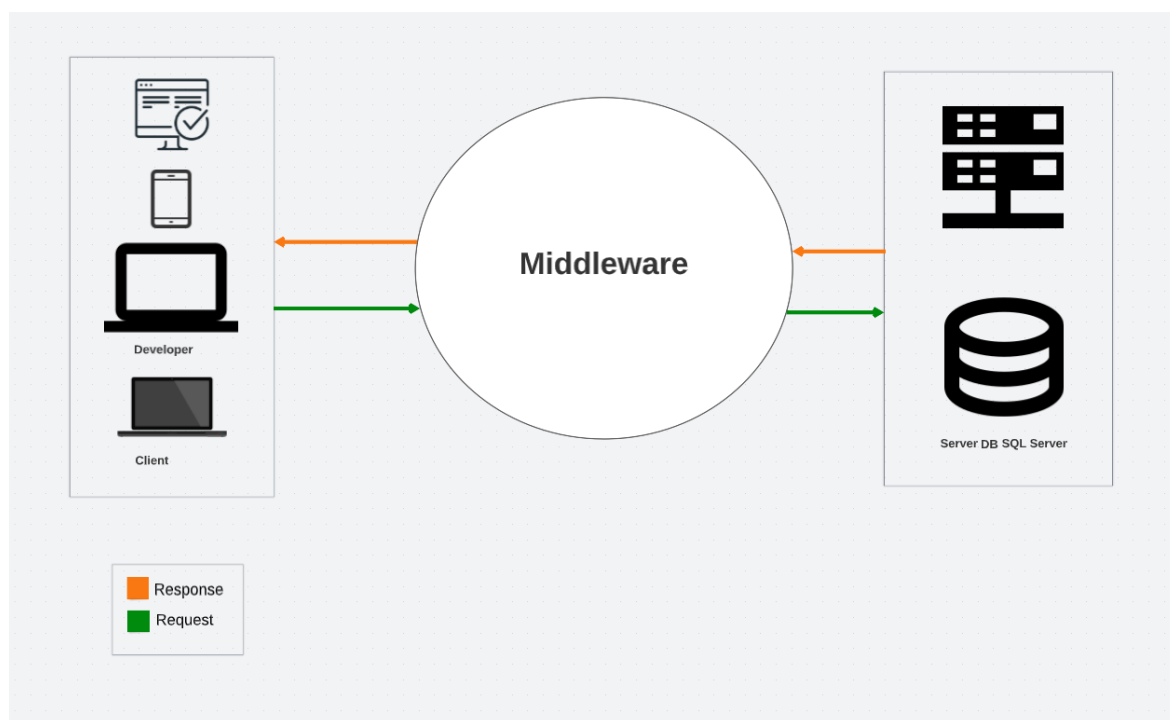 Middleware
Developer
Client
Server DB SQL Server
Response
Request